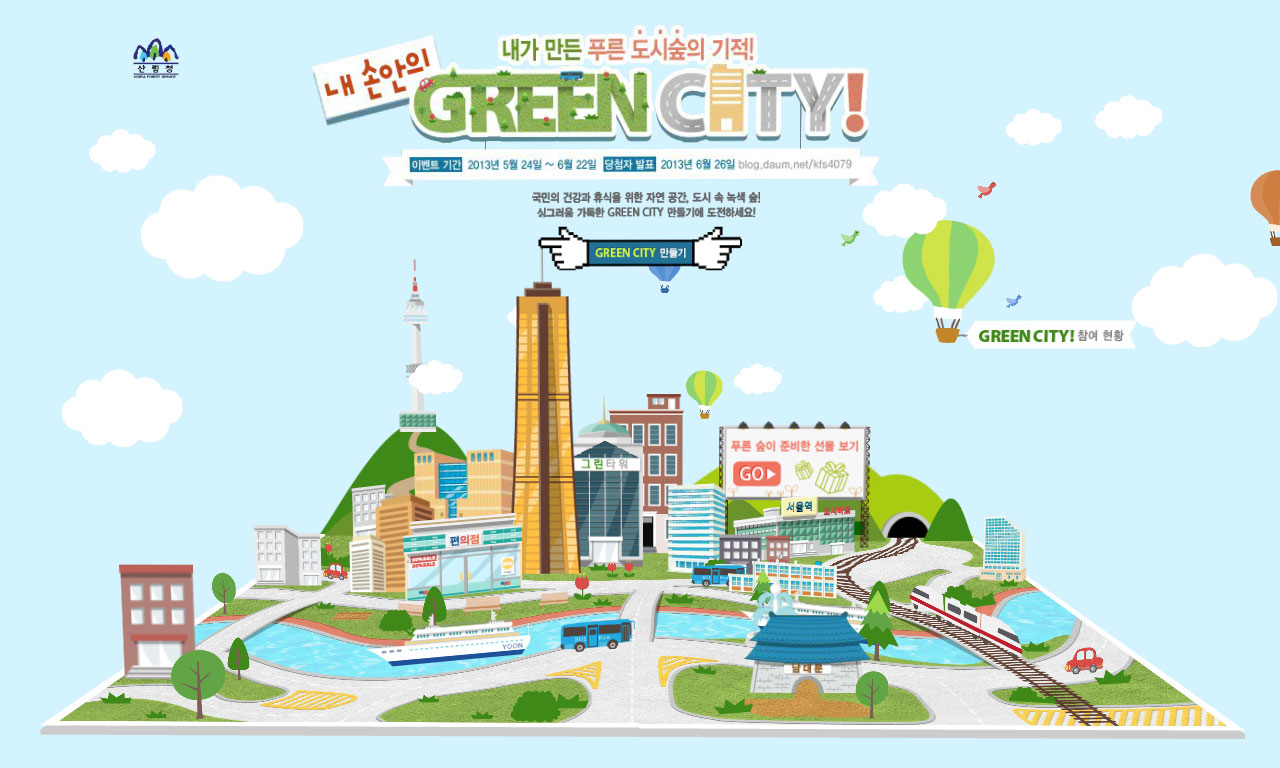 산림청
KOREA FOREST SERVICE
내가 만든 푸른 도시숲의 기적!
내 손안의
GREEN CITY!
이벤트 기간 2013년 5월 24일 ~ 6월 22일 당첨자 발표 2013년 6월 26일 blog.daum.net/kfs4079
국민의 건강과 휴식을 위한 자연 공간, 도시 속 녹색 숲!
싱그러움 가득한 GREEN CITY 만들기에 도전하세요!
GREEN CITY 만들기
GREEN CITY! 참여 현황
푸른 숲이 준비한 선물 보기
GO
그린타워
서울역
편의점
50%SALE
50%SALE
YOON
남대문